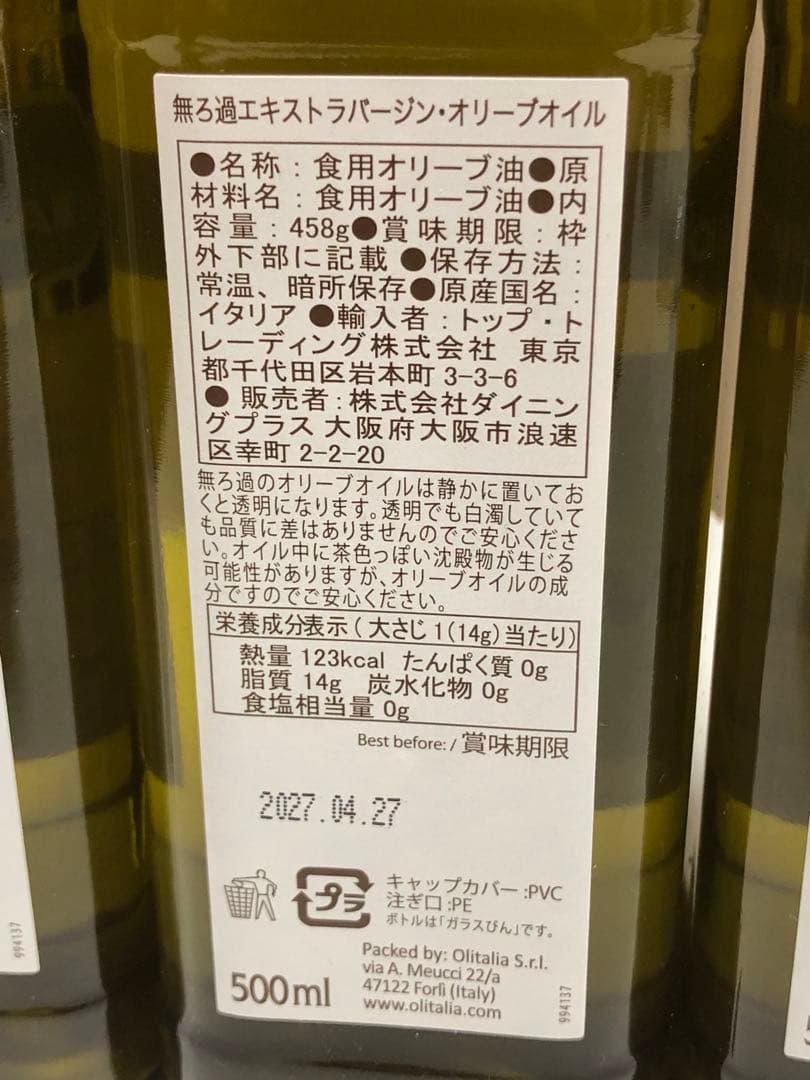 無ろ過エキストラバージン・オリーブオイル
●名称：食用オリーブ油●原
材料名：食用オリーブ油●内
容量：458g●賞味期限：枠
外下部に記載 ●保存方法：
常温、暗所保存●原産国名：
イタリア ●輸入者：トップ・ト
レーディング株式会社 東京
都千代田区岩本町 3-3-6
● 販売者：株式会社ダイニン
グプラス 大阪府大阪市浪速
区幸町 2-2-20
無ろ過のオリーブオイルは静かに置いてお
くと透明になります。透明でも白濁していて
も品質に差はありませんのでご安心くださ
い。オイル中に茶色っぽい沈殿物が生じる
可能性がありますが、オリーブオイルの成
分ですのでご安心ください。
栄養成分表示 ( 大さじ 1(14g)当たり)
熱量 123kcal たんぱく質 0g
脂質 14g 炭水化物 0g
食塩相当量 0g
Best before: / 賞味期限
2027.04.27
プラ
キャップカバー :PVC
注ぎ口 :PE
ボトルは「ガラスびん」です。
Packed by: Olitalia S.r.l.
via A. Meucci 22/a
47122 Forlì (Italy)
www.olitalia.com
500ml
994137
994137